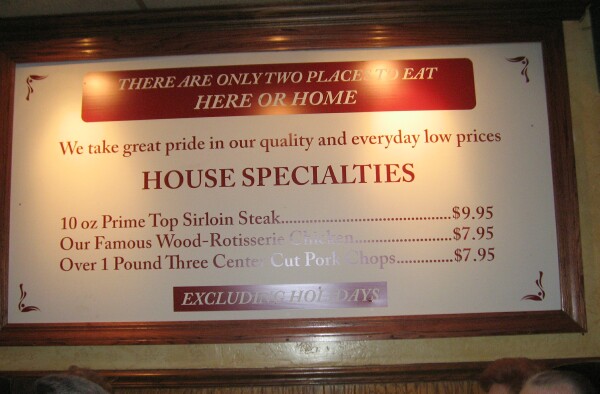 THERE ARE ONLY TWO PLACES TO EAT
HERE OR HOME
We take great pride in our quality and everyday low prices
HOUSE SPECIALTIES
10 oz Prime Top Sirloin Steak..........................................$9.95
Our Famous Wood-Rotisserie Chicken........................$7.95
Over 1 Pound Three Center Cut Pork Chops..............$7.95
EXCLUDING HOLIDAYS